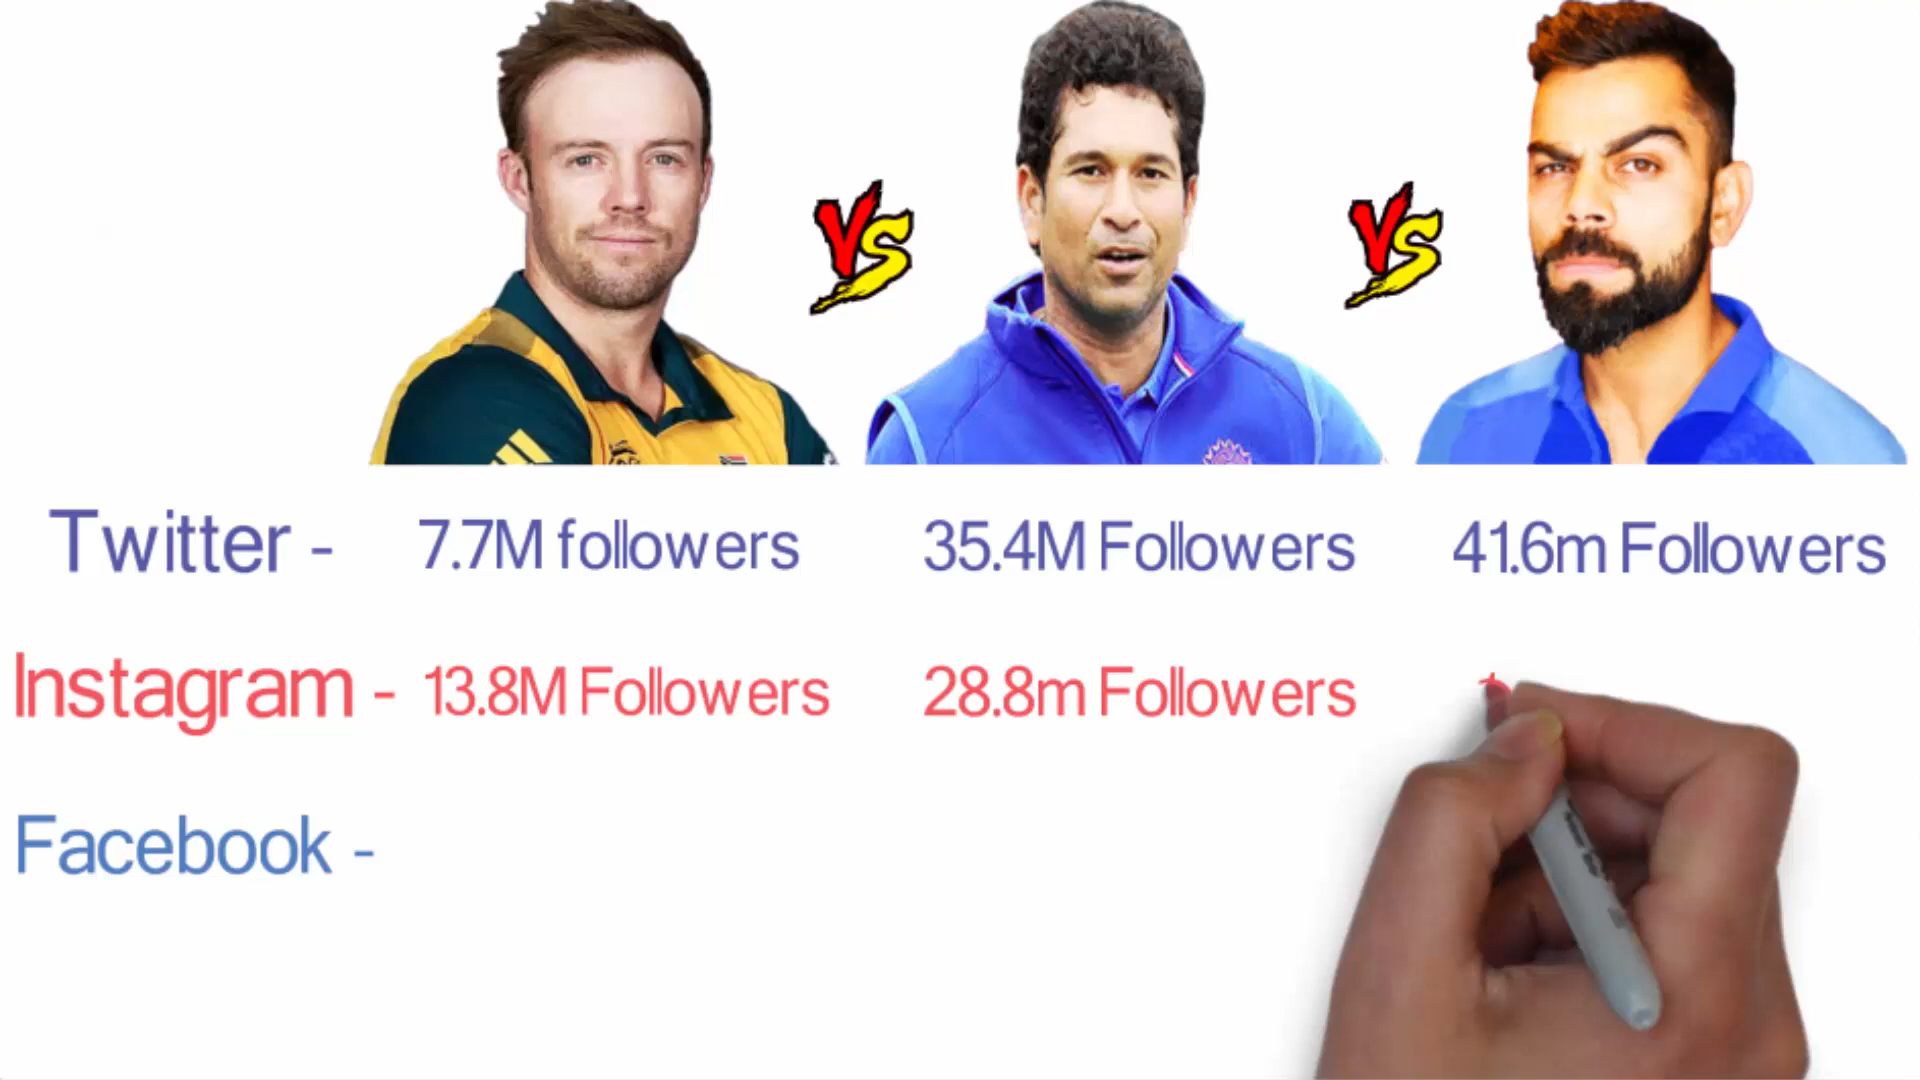 VS VS
Twitter - 7.7M followers 35.4M Followers 41.6m Followers
Instagram - 13.8M Followers 28.8m Followers
Facebook -